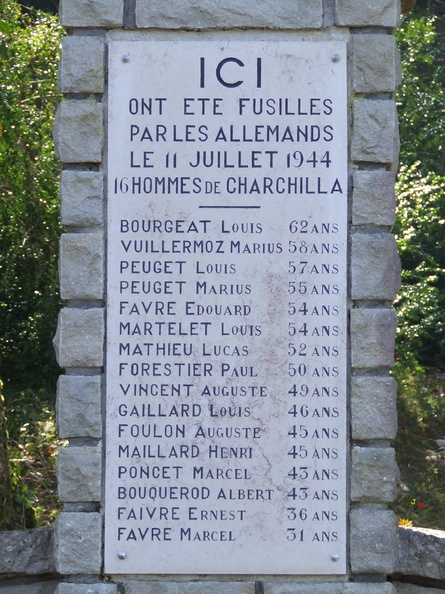 ICI
ONT ETE FUSILLES
PAR LES ALLEMANDS
LE 11 JUILLET 1944
16 HOMMES DE CHARCHILLA
BOURGEAT LOUIS 62 ANS
VUILLERMOZ MARIUS 58 ANS
PEUGET LOUIS 57 ANS
PEUGET MARIUS 55 ANS
FAVRE EDOUARD 54 ANS
MARTELET LOUIS 54 ANS
MATHIEU LUCAS 52 ANS
FORESTIER PAUL 50 ANS
VINCENT AUGUSTE 49 ANS
GAILLARD LOUIS 46 ANS
FOULON AUGUSTE 45 ANS
MAILLARD HENRI 45 ANS
PONCET MARCEL 43 ANS
BOUQUEROD ALBERT 43 ANS
FAIVRE ERNEST 36 ANS
FAVRE MARCEL 31 ANS